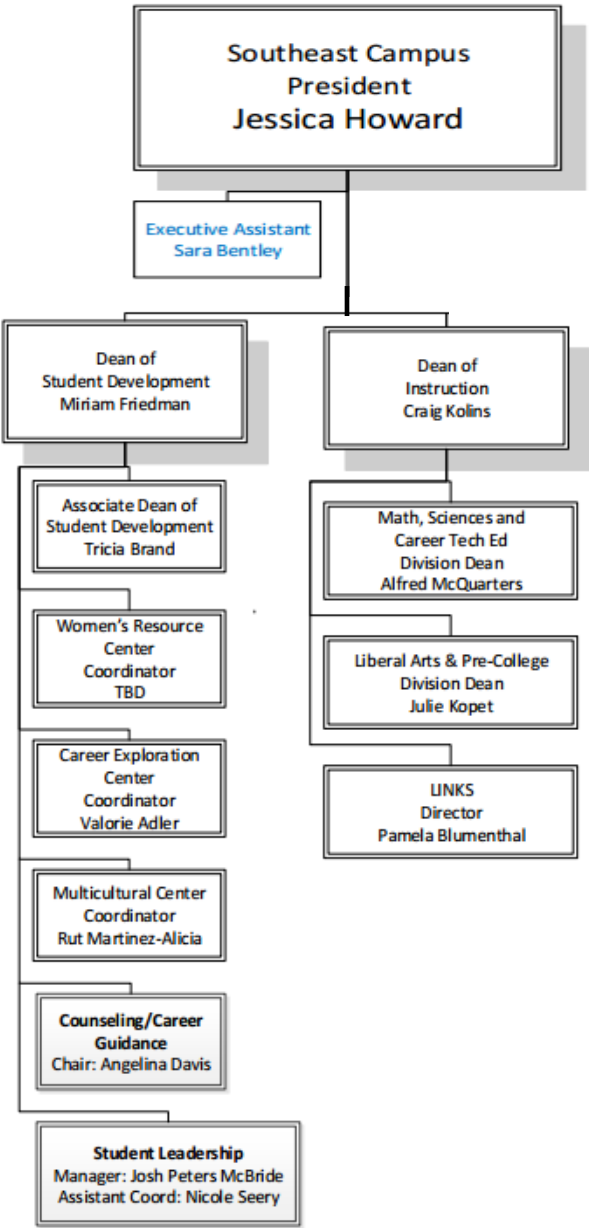 Southeast Campus
President
Jessica Howard
Executive Assistant
Sara Bentley
Dean of
Student Development
Miriam Friedman
Dean of
Instruction
Craig Kolins
Associate Dean of
Student Development
Tricia Brand
Women's Resource
Center
Coordinator
TBD
Career Exploration
Center
Coordinator
Valorie Adler
Multicultural Center
Coordinator
Rut Martinez-Alicia
Counseling/Career
Guidance
Chair: Angelina Davis
Student Leadership
Manager: Josh Peters McBride
Assistant Coord: Nicole Seery
Math, Sciences and
Career Tech Ed
Division Dean
Alfred McQuarters
Liberal Arts & Pre-College
Division Dean
Julie Kopet
LINKS
Director
Pamela Blumenthal